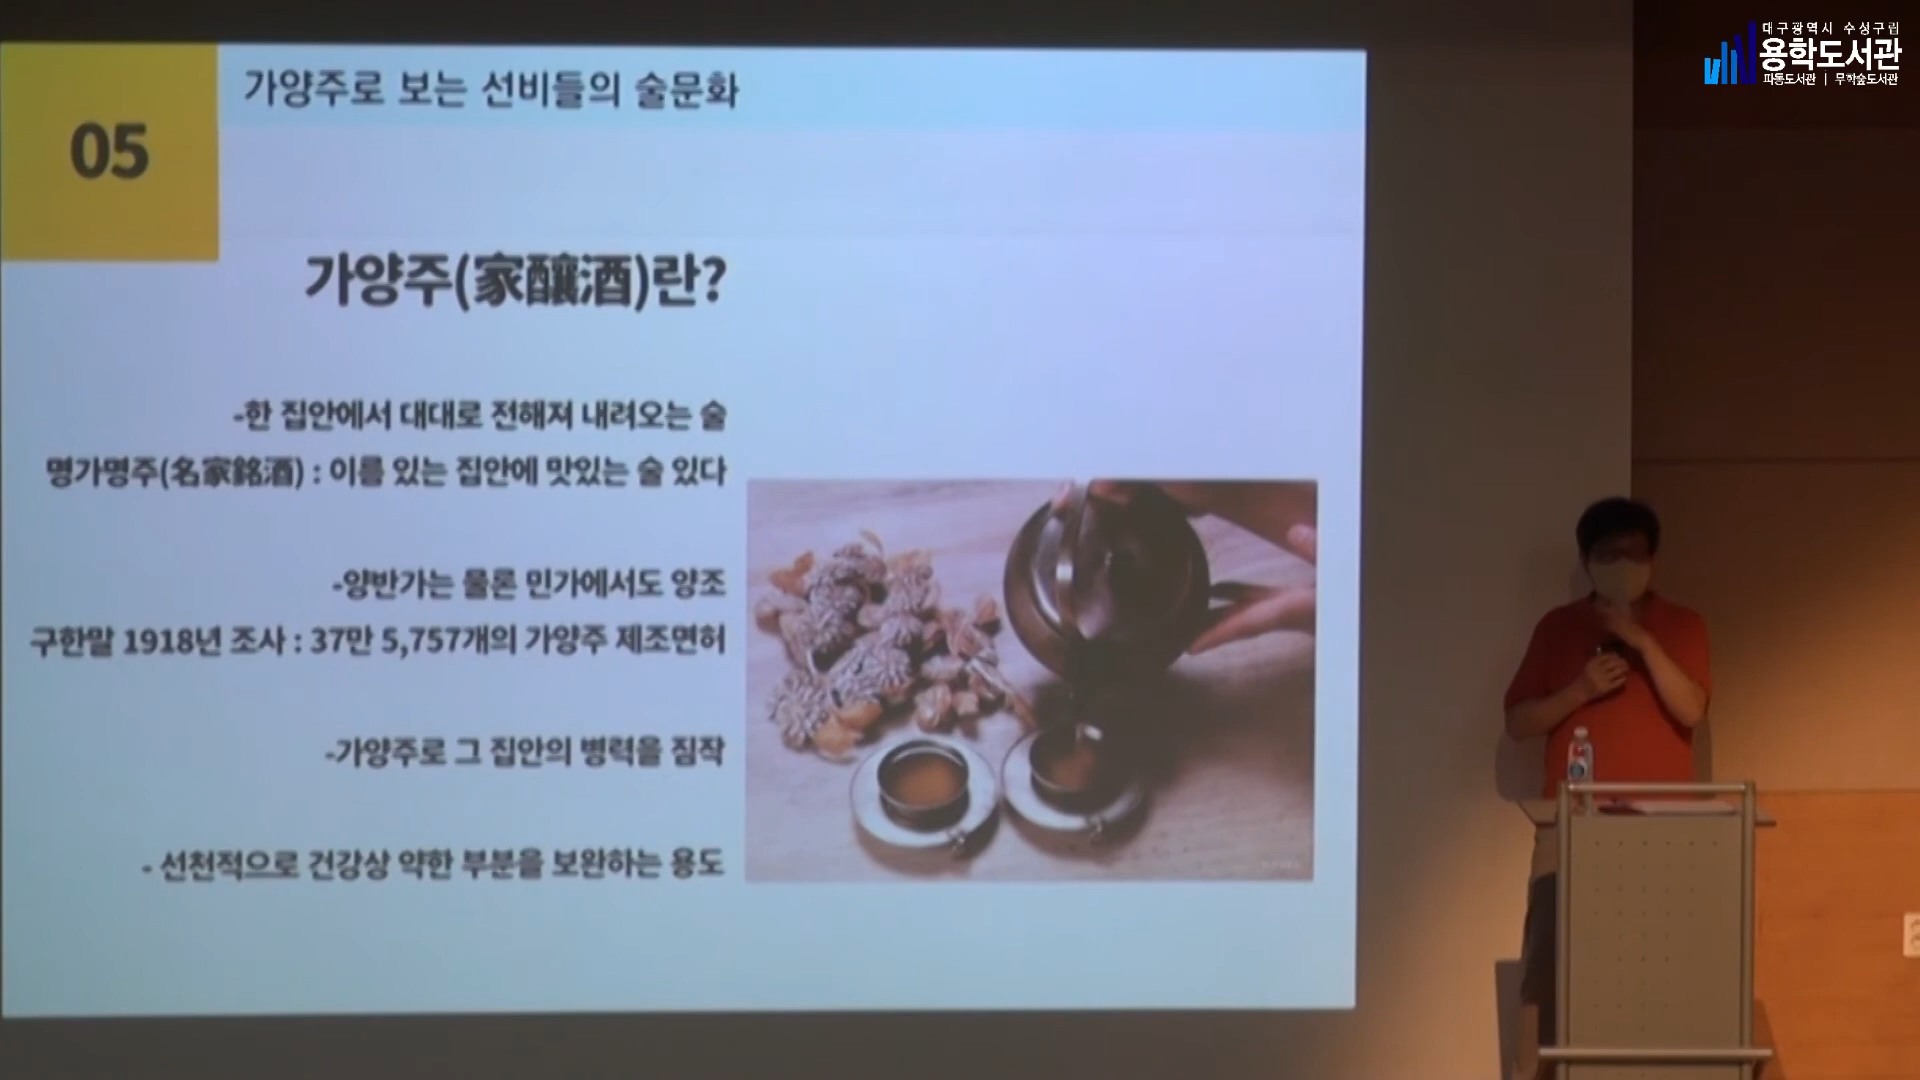 대구광역시 수성구립
용학도서관
파동도서관 | 무학숲도서관
05
가양주로 보는 선비들의 술문화
가양주(家釀酒)란?
-한 집안에서 대대로 전해져 내려오는 술
명가명주(名家銘酒) : 이름 있는 집안에 맛있는 술 있다
-양반가는 물론 민가에서도 양조
구한말 1918년 조사 : 37만 5,757개의 가양주 제조면허
-가양주로 그 집안의 병력을 짐작
- 선천적으로 건강상 약한 부분을 보완하는 용도